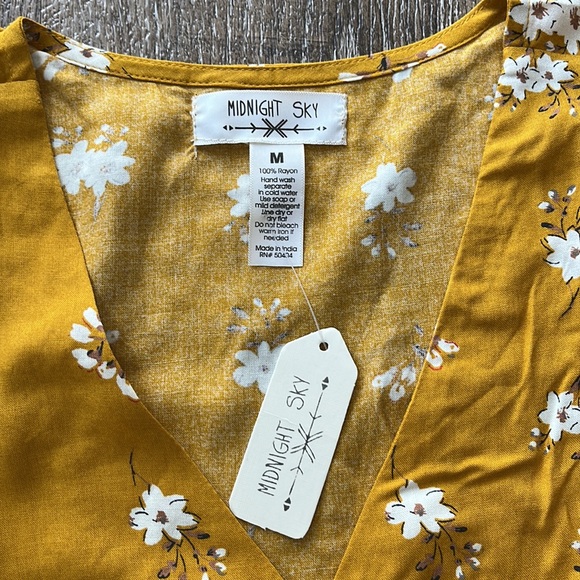 MIDNIGHT SKY
M
100% Rayon
Hand wash
separate
in cold water
Use soap or
mild detergent
Line dry or
dry flat
Do not bleach
warm iron if
needed
Made in India
RN#
MIDNIGHT SKY